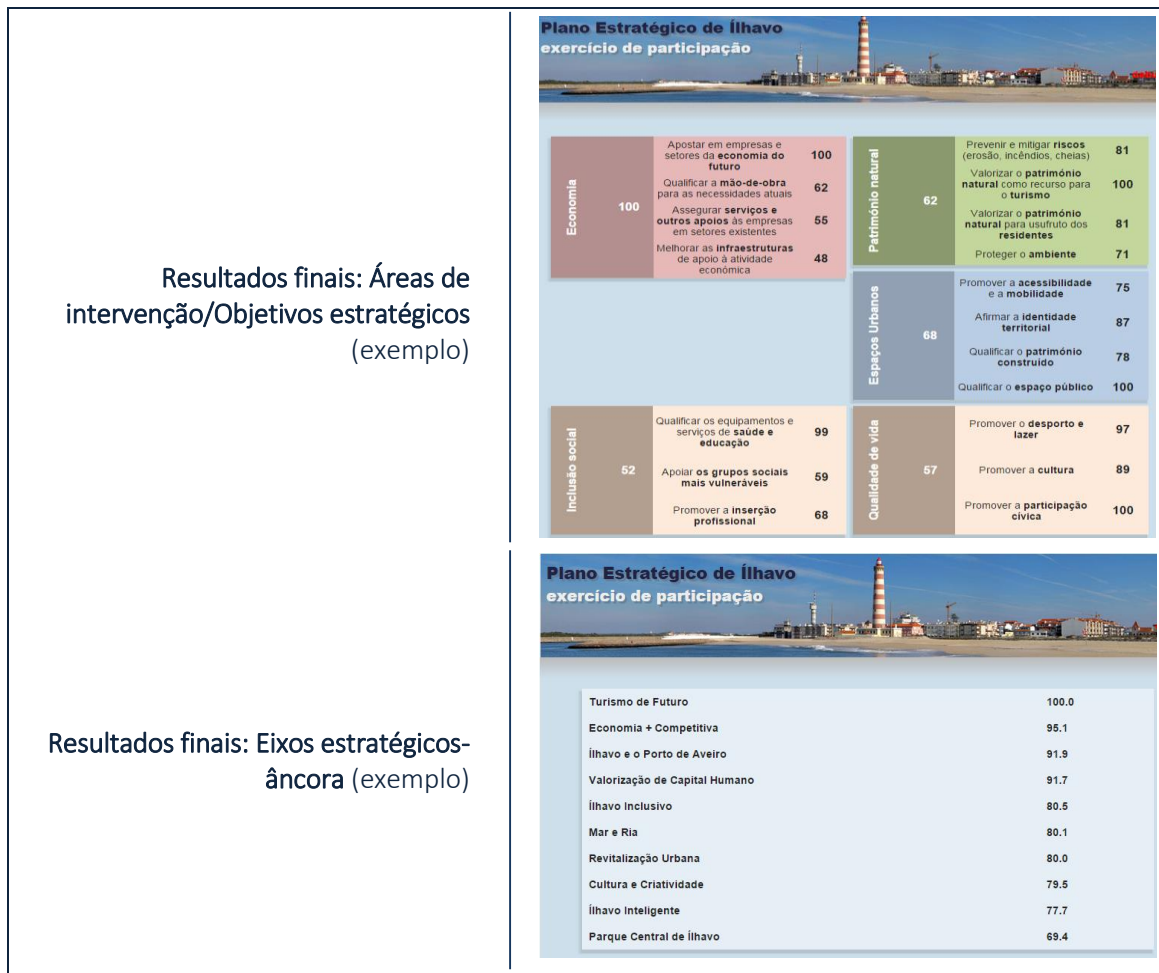 Resultados finais: Áreas de
intervenção/Objetivos estratégicos
(exemplo)
Plano Estratégico de Ílhavo
exercício de participação
Economia
100
Apostar em empresas e
setores da economia do
futuro
100
Qualificar a mão-de-obra
para as necessidades atuais
62
Assegurar serviços e
outros apoios às empresas
em setores existentes
55
Melhorar as infraestruturas
de apoio à atividade
económica
48
Património natural
62
Prevenir e mitigar riscos
(erosão, incêndios, cheias)
81
Valorizar o património
natural como recurso para
o turismo
100
Valorizar o património
natural para usufruto dos
residentes
81
Proteger o ambiente
71
Espaços Urbanos
68
Promover a acessibilidade
e a mobilidade
75
Afirmar a identidade
territorial
87
Qualificar o património
construído
78
Qualificar o espaço público
100
Inclusão social
52
Qualificar os equipamentos e
serviços de saúde e
educação
99
Apoiar os grupos sociais
mais vulneráveis
59
Promover a inserção
profissional
68
Qualidade de vida
57
Promover o desporto e
lazer
97
Promover a cultura
89
Promover a participação
cívica
100
Resultados finais: Eixos estratégicos-
âncora (exemplo)
Plano Estratégico de Ílhavo
exercício de participação
Turismo de Futuro 100.0
Economia + Competitiva 95.1
Ílhavo e o Porto de Aveiro 91.9
Valorização de Capital Humano 91.7
Ílhavo Inclusivo 80.5
Mar e Ria 80.1
Revitalização Urbana 80.0
Cultura e Criatividade 79.5
Ílhavo Inteligente 77.7
Parque Central de Ílhavo 69.4